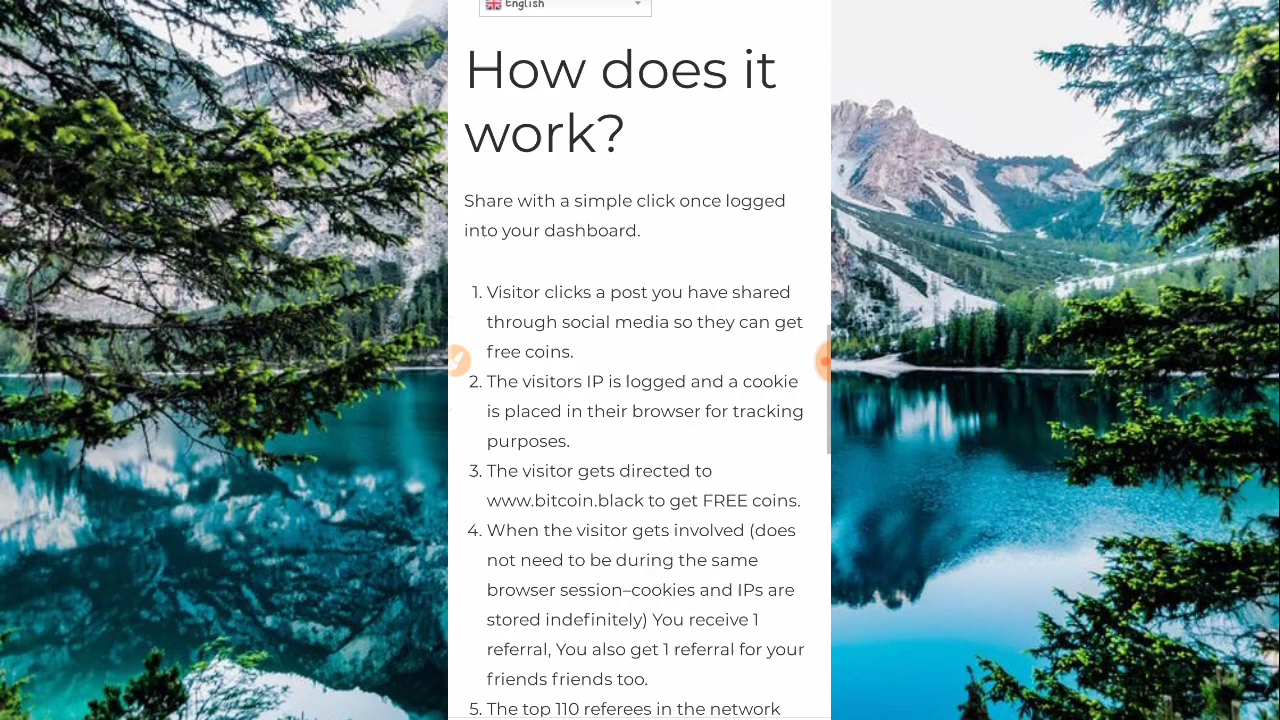 English
How does it
work?
Share with a simple click once logged
into your dashboard.
1. Visitor clicks a post you have shared
through social media so they can get
free coins.
2. The visitors IP is logged and a cookie
is placed in their browser for tracking
purposes.
3. The visitor gets directed to
www.bitcoin.black to get FREE coins.
4. When the visitor gets involved (does
not need to be during the same
browser session–cookies and IPs are
stored indefinitely) You receive 1
referral, You also get 1 referral for your
friends friends too.
5. The top 110 referees in the network